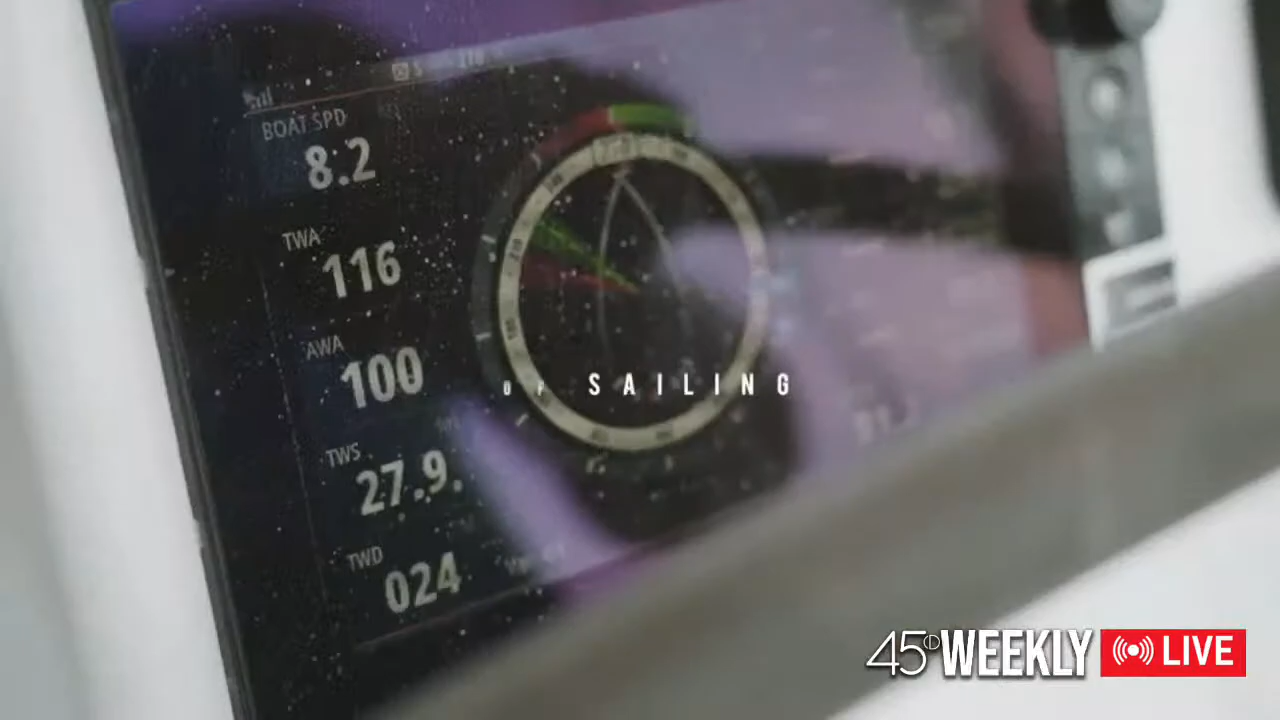 BOAT SPD
8.2
TWA
116
AWA
100
TWS
27.9
TWD
024
SAILING
45° WEEKLY LIVE